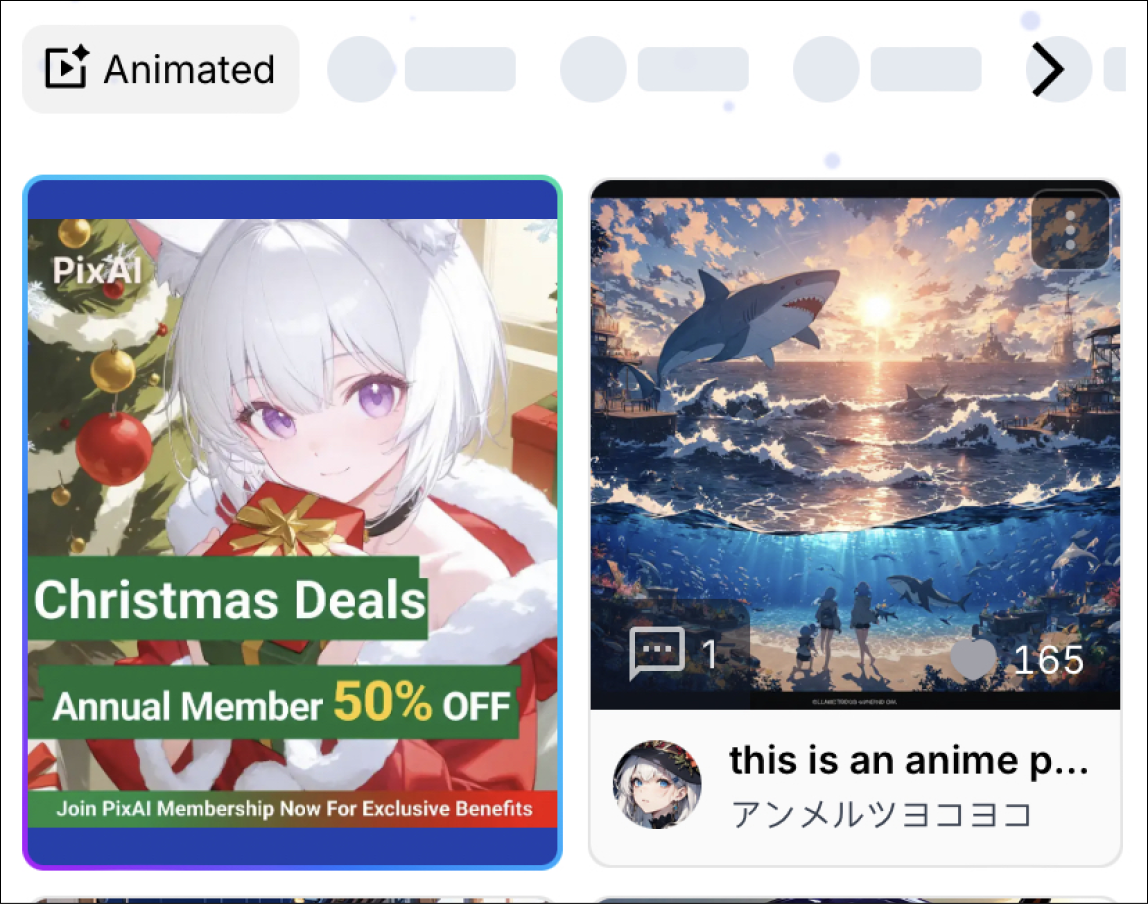 Animated
PixAI
Christmas Deals
Annual Member 50% OFF
Join PixAI Membership Now For Exclusive Benefits
1
165
this is an anime p...
アンメルツヨコヨコ